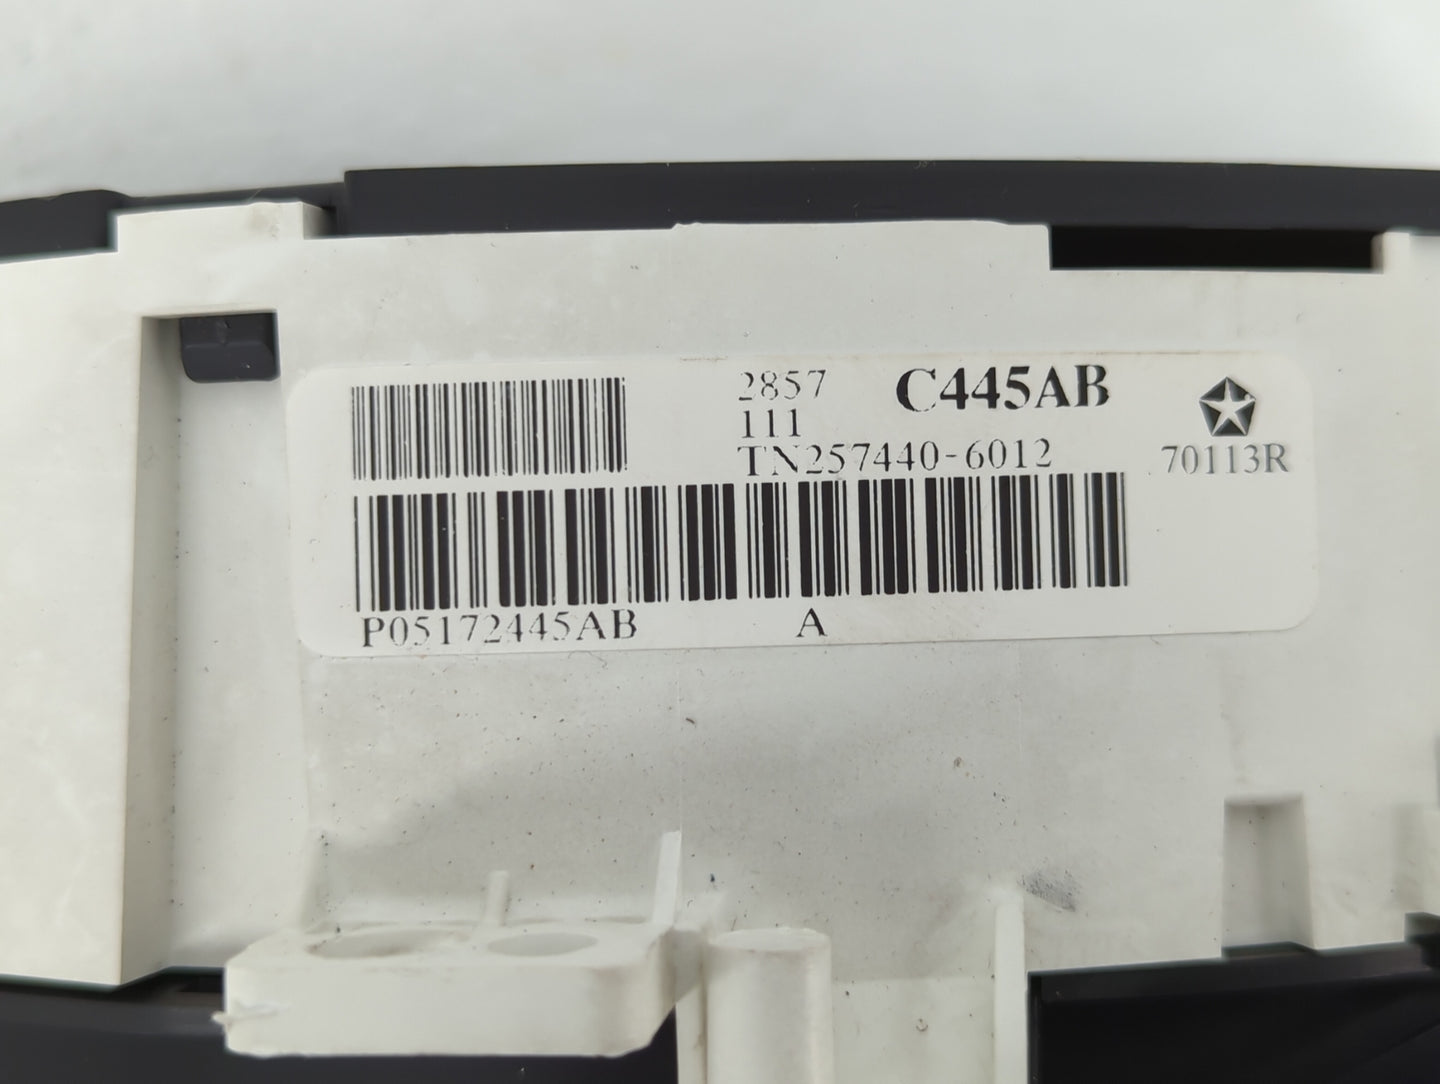 2857 C445AB
111
TN257440-6012 70113R
P05172445AB A